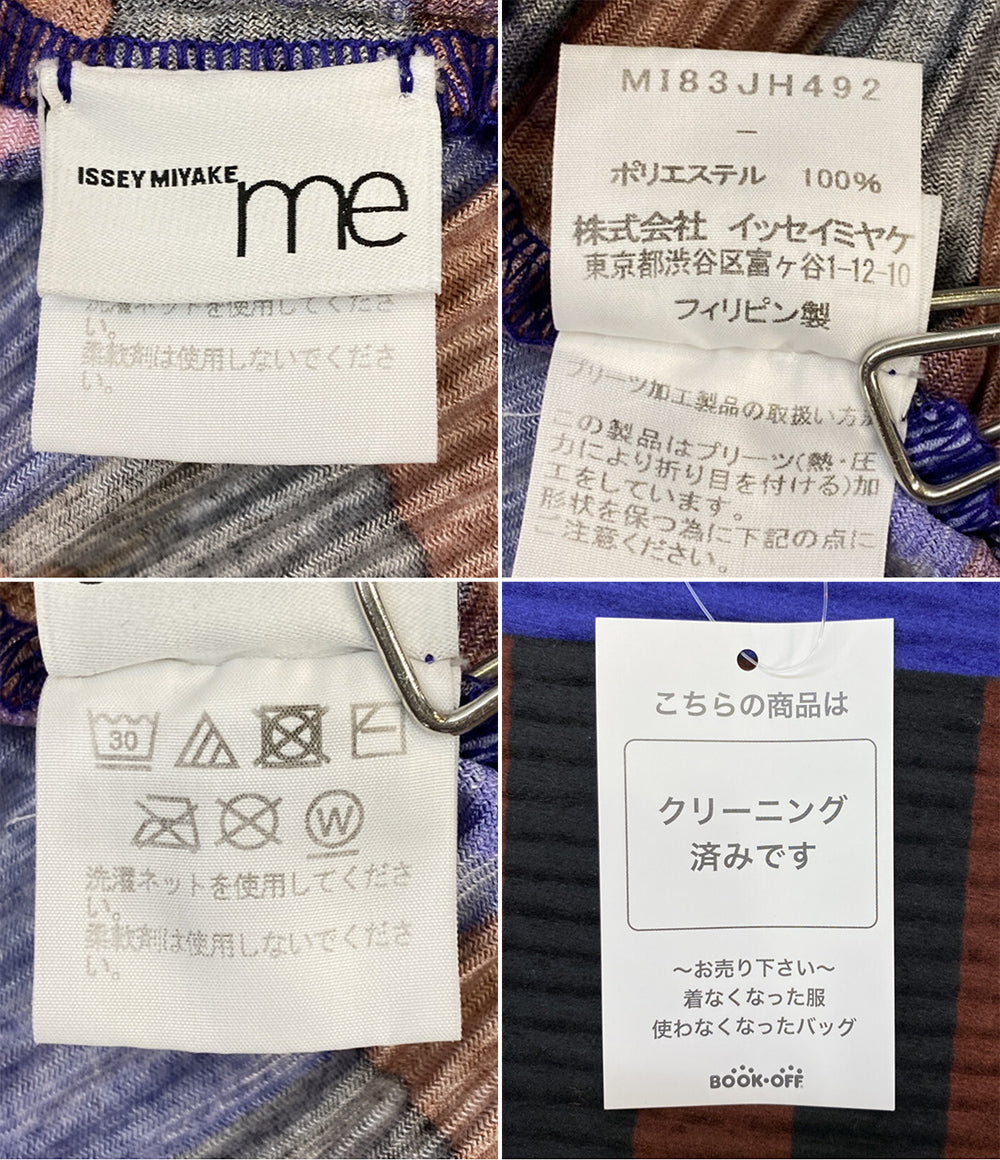 ISSEY MIYAKE me
洗濯ネットを使用してくださ
い。
柔軟剤は使用しないでくださ
い。
MI83JH492
－
ポリエステル 100%
株式会社 イッセイミヤケ
東京都渋谷区富ヶ谷1-12-10
フィリピン製
プリーツ加工製品の取扱い方
この製品はプリーツ(熱・圧
力により折り目を付ける)加
工をしています。
形状を保つ為に下記の点に
ご注意ください。
30
W
洗濯ネットを使用してくださ
い。
柔軟剤は使用しないでくださ
い。
こちらの商品は
クリーニング
済みです
～お売り下さい～
着なくなった服
使わなくなったバッグ
BOOK・OFF